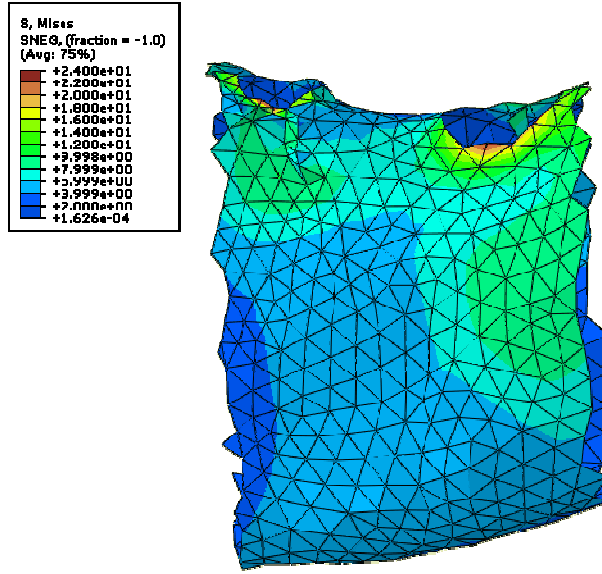 S, Mises
SNEG, (fraction = -1.0)
(Avg: 75%)
+2.400e+01
+2.200e+01
+2.000e+01
+1.800e+01
+1.600e+01
+1.400e+01
+1.200e+01
+3.998e+00
+7.999e+00
+5.999e+00
+3.999e+00
+2.000e+00
+1.626e-04